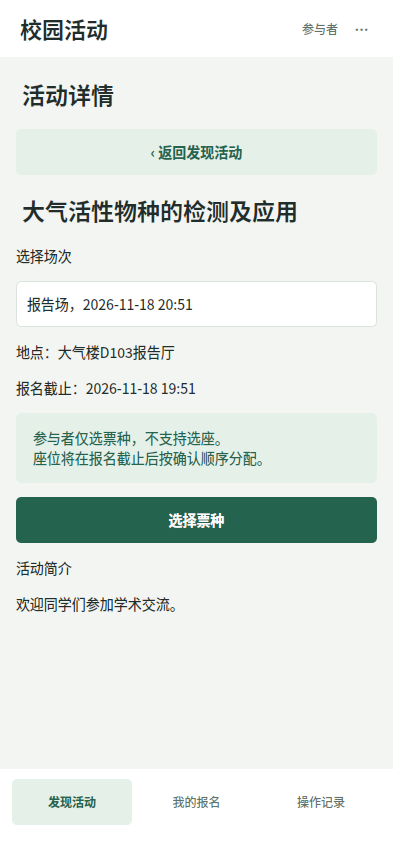 校园活动
参与者 ···
活动详情
‹ 返回发现活动
大气活性物种的检测及应用
选择场次
报告场，2026-11-18 20:51
地点：大气楼D103报告厅
报名截止：2026-11-18 19:51
参与者仅选票种，不支持选座。
座位将在报名截止后按确认顺序分配。
选择票种
活动简介
欢迎同学们参加学术交流。
发现活动
我的报名
操作记录